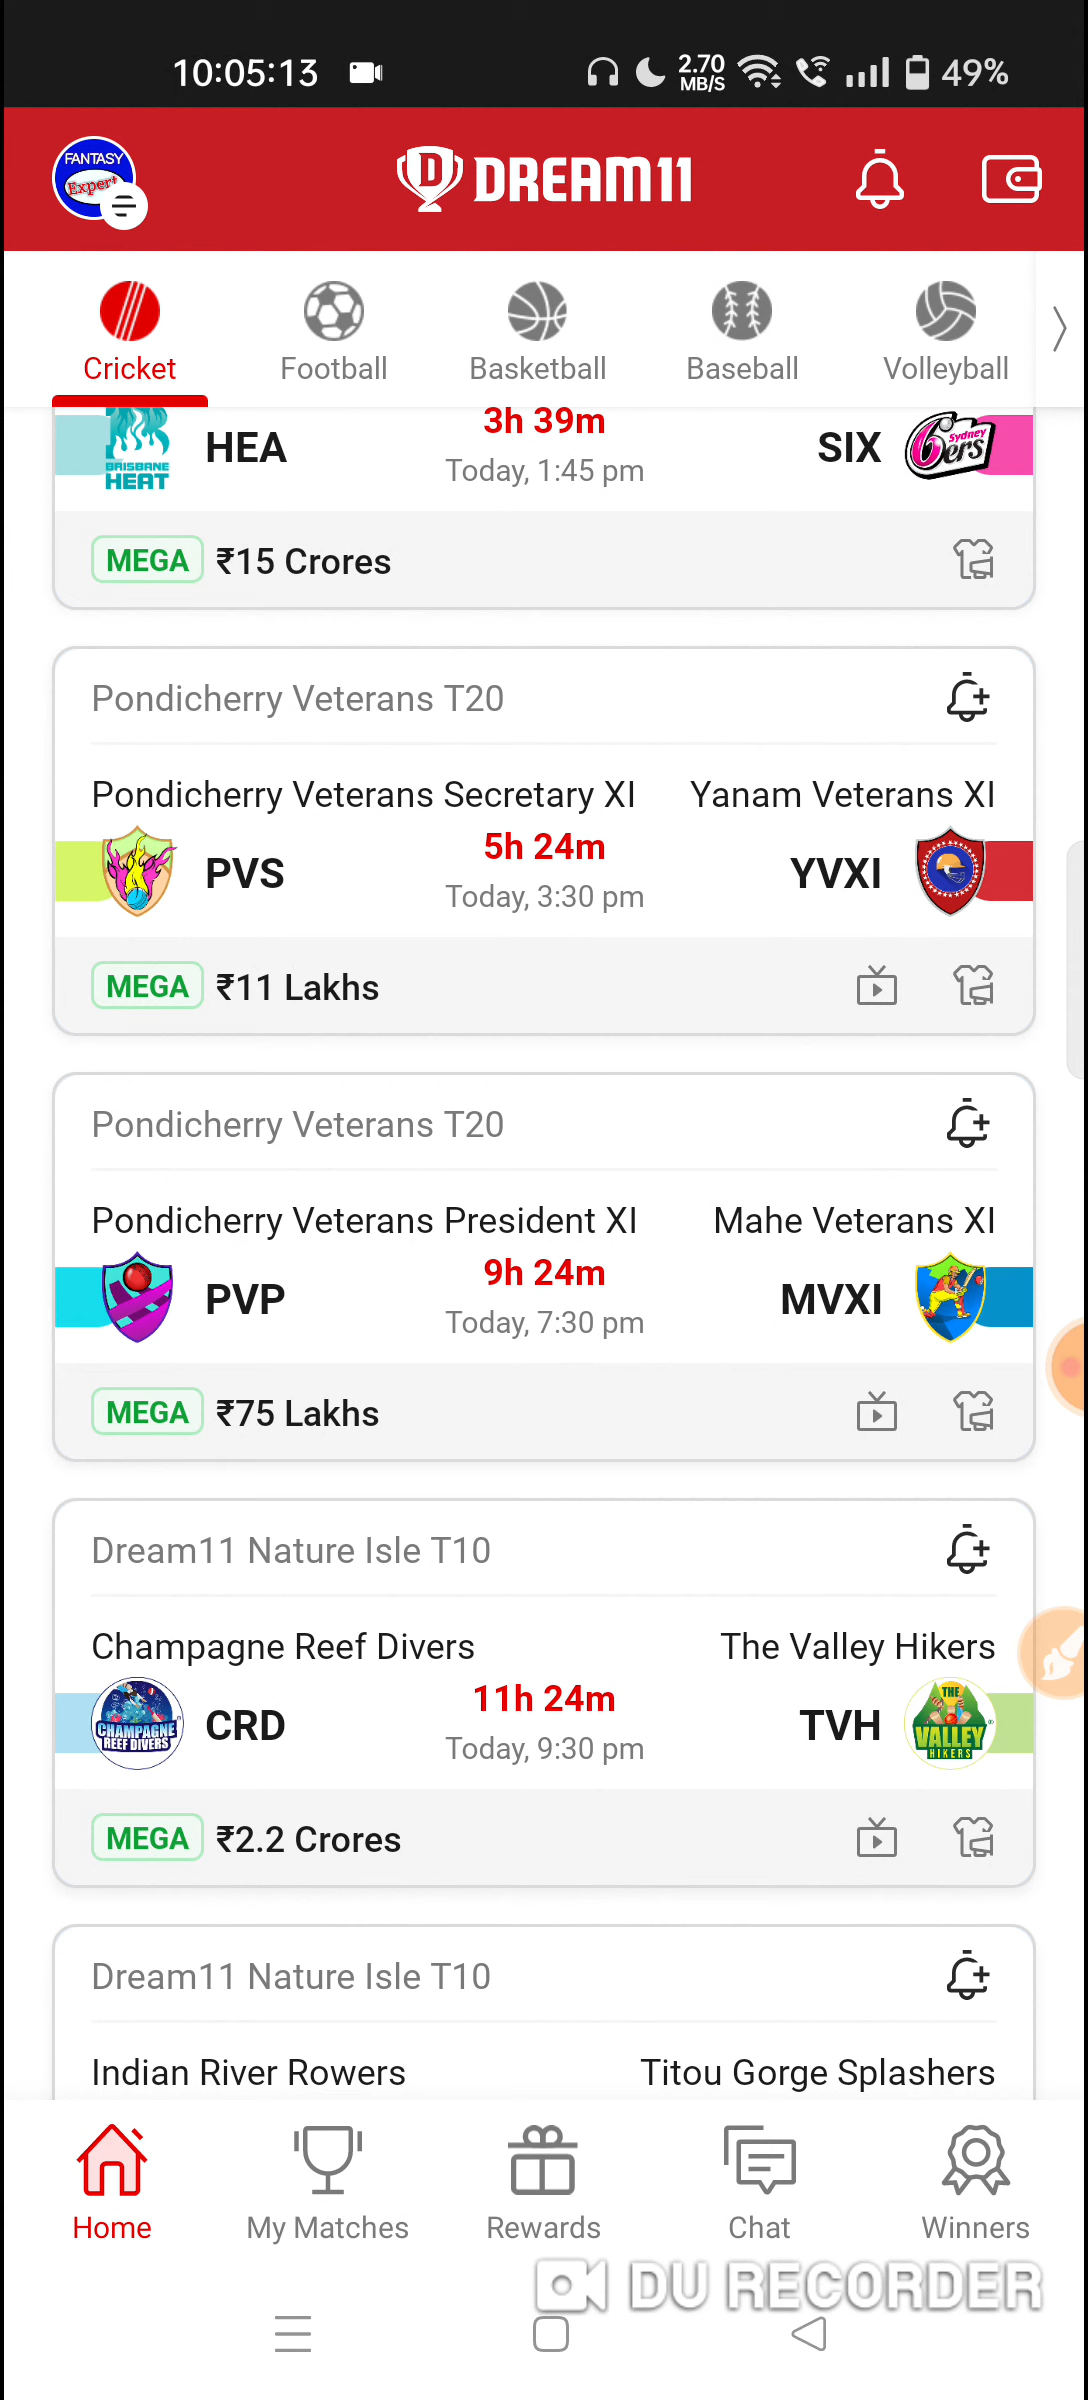 10:05:13 2.70 MB/S 49%
FANTASY
Expert
DREAM11
Cricket Football Basketball Baseball Volleyball
BRISBANE
HEAT
HEA 3h 39m SIX
Sydney
6ers
Today, 1:45 pm
MEGA ₹15 Crores
Pondicherry Veterans T20
Pondicherry Veterans Secretary XI Yanam Veterans XI
PVS 5h 24m YVXI
Today, 3:30 pm
MEGA ₹11 Lakhs
Pondicherry Veterans T20
Pondicherry Veterans President XI Mahe Veterans XI
PVP 9h 24m MVXI
Today, 7:30 pm
MEGA ₹75 Lakhs
Dream11 Nature Isle T10
Champagne Reef Divers The Valley Hikers
CHAMPAGNE
REEF DIVERS
CRD 11h 24m TVH
THE
VALLEY
HIKERS
Today, 9:30 pm
MEGA ₹2.2 Crores
Dream11 Nature Isle T10
Indian River Rowers Titou Gorge Splashers
Home My Matches Rewards Chat Winners
DU RECORDER